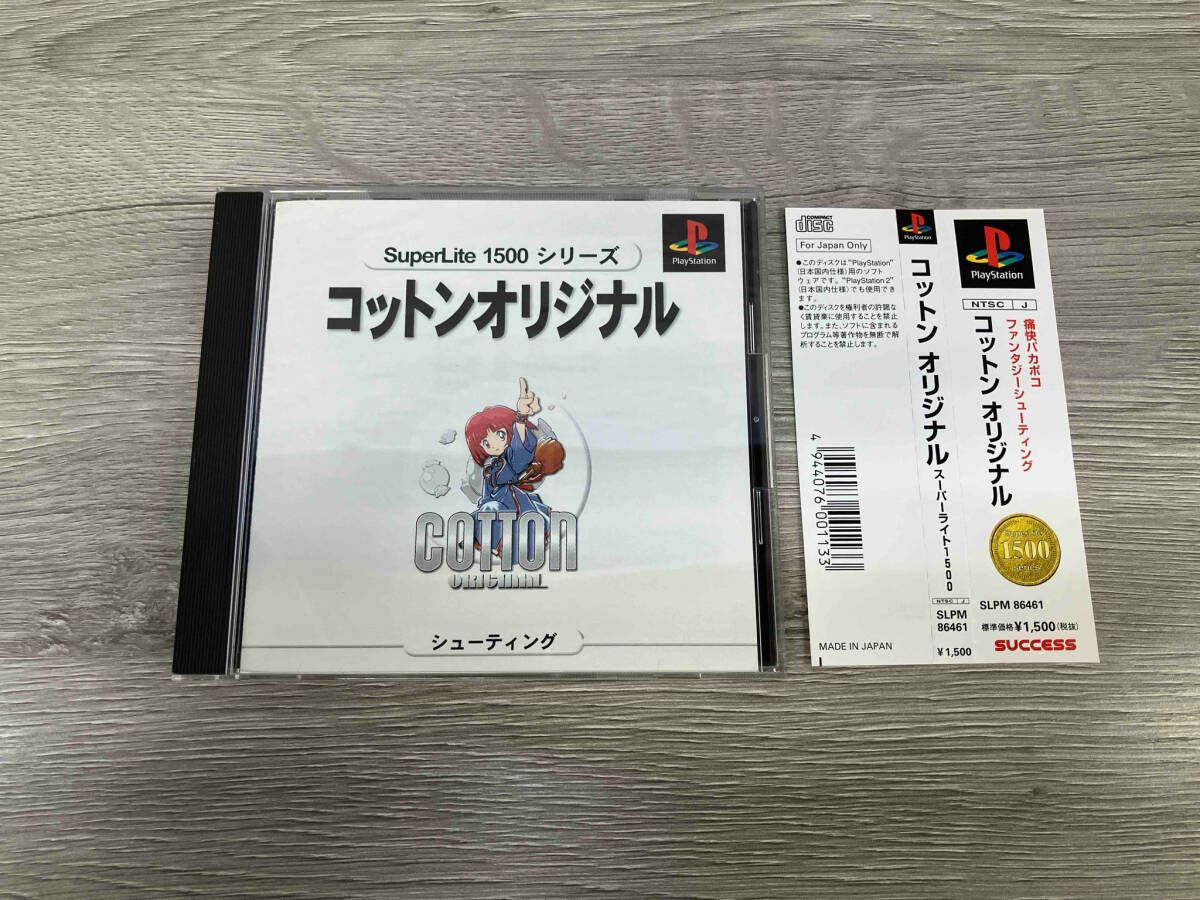 SuperLite 1500 シリーズ
PlayStation
コットンオリジナル
COTTON
ORIGINAL
シューティング
COMPACT
disc
For Japan Only
●このディスクは"PlayStation"
(日本国内仕様)用のソフト
ウェアです。"PlayStation 2"
(日本国内仕様)でも使用でき
ます。
●このディスクを権利者の許諾な
く賃貸業に使用することを禁止
します。また、ソフトに含まれる
プログラム等著作物を無断で解
析することを禁止します。
4 944076 001133
MADE IN JAPAN
PlayStation
コットン オリジナル スーパーライト1500
NTSC J
SLPM
86461
¥1,500
PlayStation
NTSC J
痛快パカポコ
ファンタジーシューティング
コットン オリジナル
1500
series
SLPM 86461
標準価格¥1,500(税抜)
SUCCESS